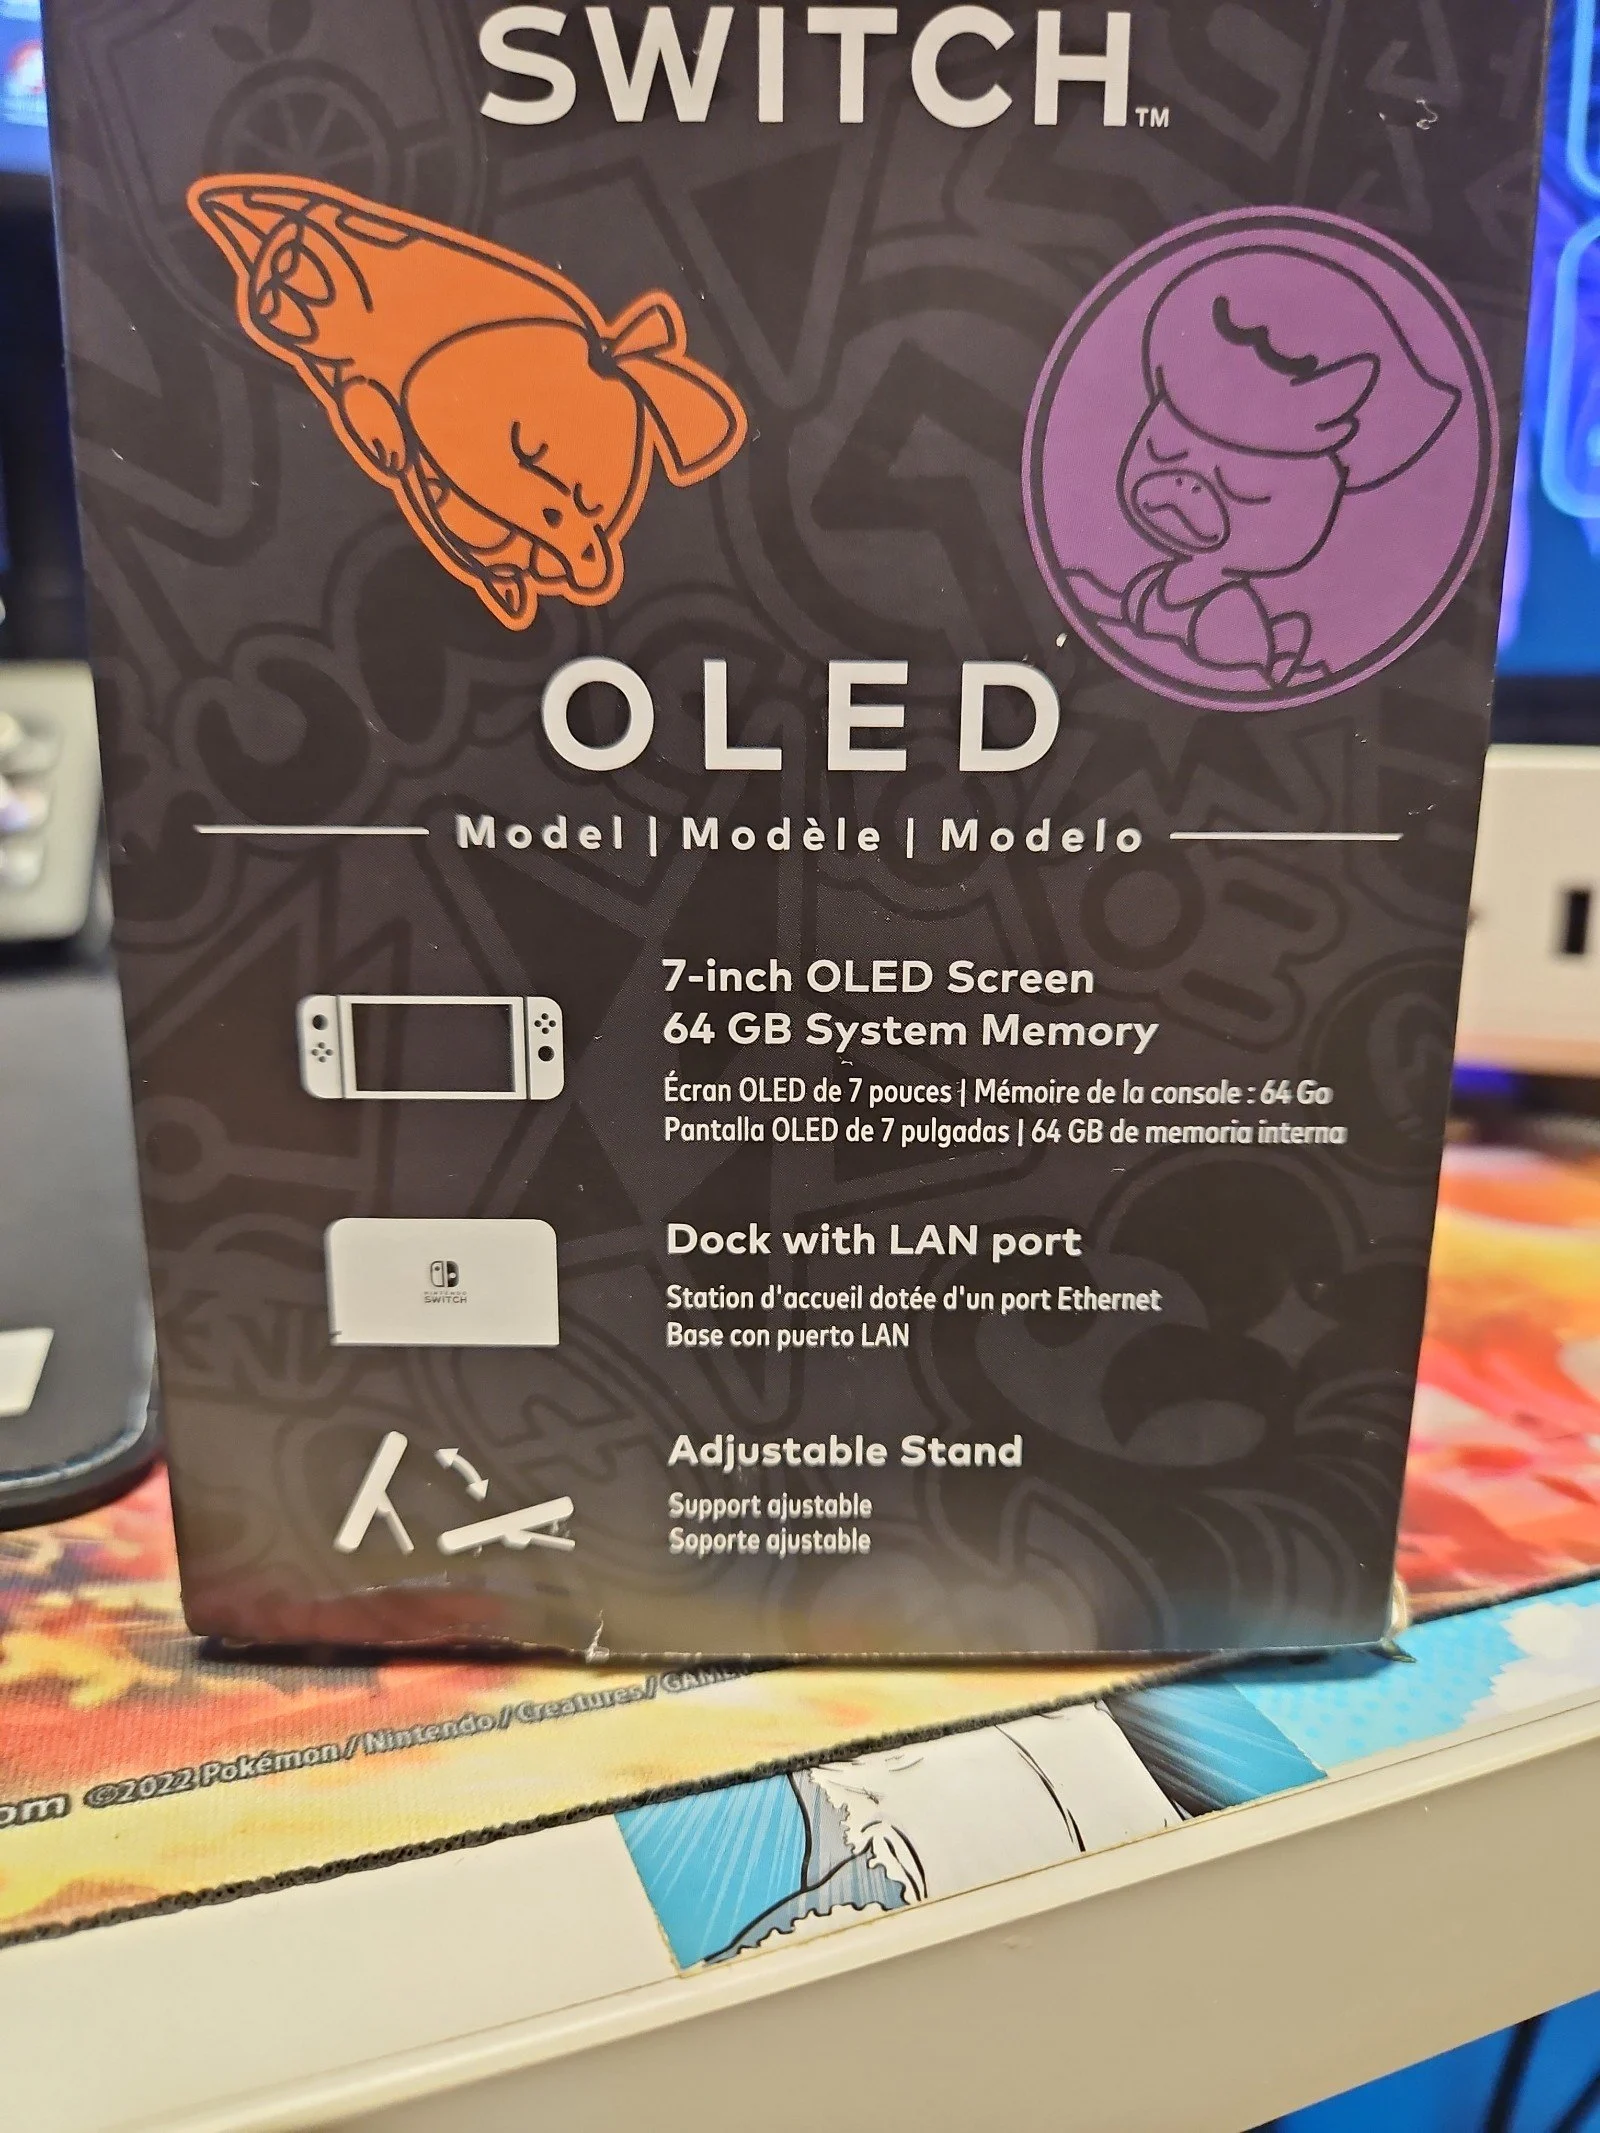 SWITCH™
OLED
Model | Modèle | Modelo
7-inch OLED Screen
64 GB System Memory
Écran OLED de 7 pouces | Mémoire de la console : 64 Go
Pantalla OLED de 7 pulgadas | 64 GB de memoria interna
NINTENDO
SWITCH
Dock with LAN port
Station d'accueil dotée d'un port Ethernet
Base con puerto LAN
Adjustable Stand
Support ajustable
Soporte ajustable
©2022 Pokémon / Nintendo / Creatures /